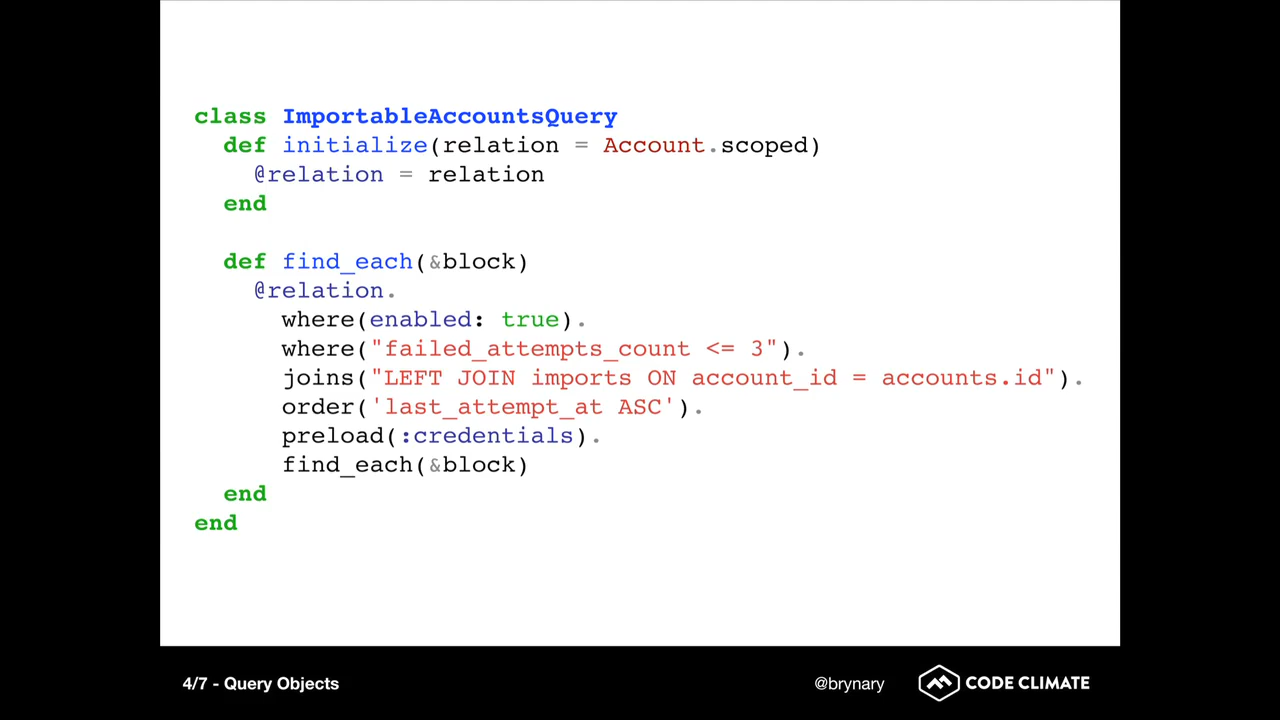 class ImportableAccountsQuery
  def initialize(relation = Account.scoped)
    @relation = relation
  end

  def find_each(&block)
    @relation.
      where(enabled: true).
      where("failed_attempts_count <= 3").
      joins("LEFT JOIN imports ON account_id = accounts.id").
      order('last_attempt_at ASC').
      preload(:credentials).
      find_each(&block)
  end
end
4/7 - Query Objects
@brynary
CODE CLIMATE